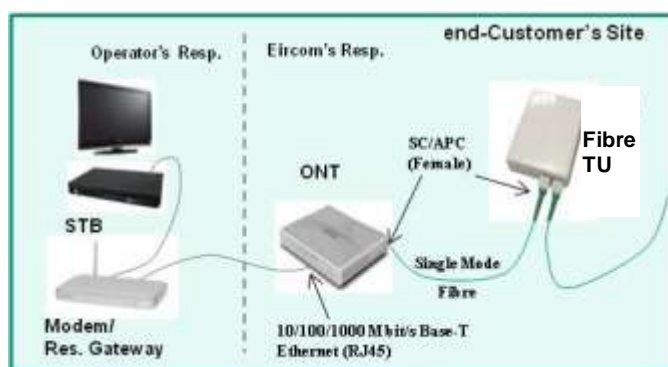 end-Customer's Site
Operator's Resp.
Eircom's Resp.
SC/APC
(Female)
Fibre
TU
ONT
STB
Single Mode
Fibre
Modem/
Res. Gateway
10/100/1000 Mbit/s Base-T
Ethernet (RJ45)